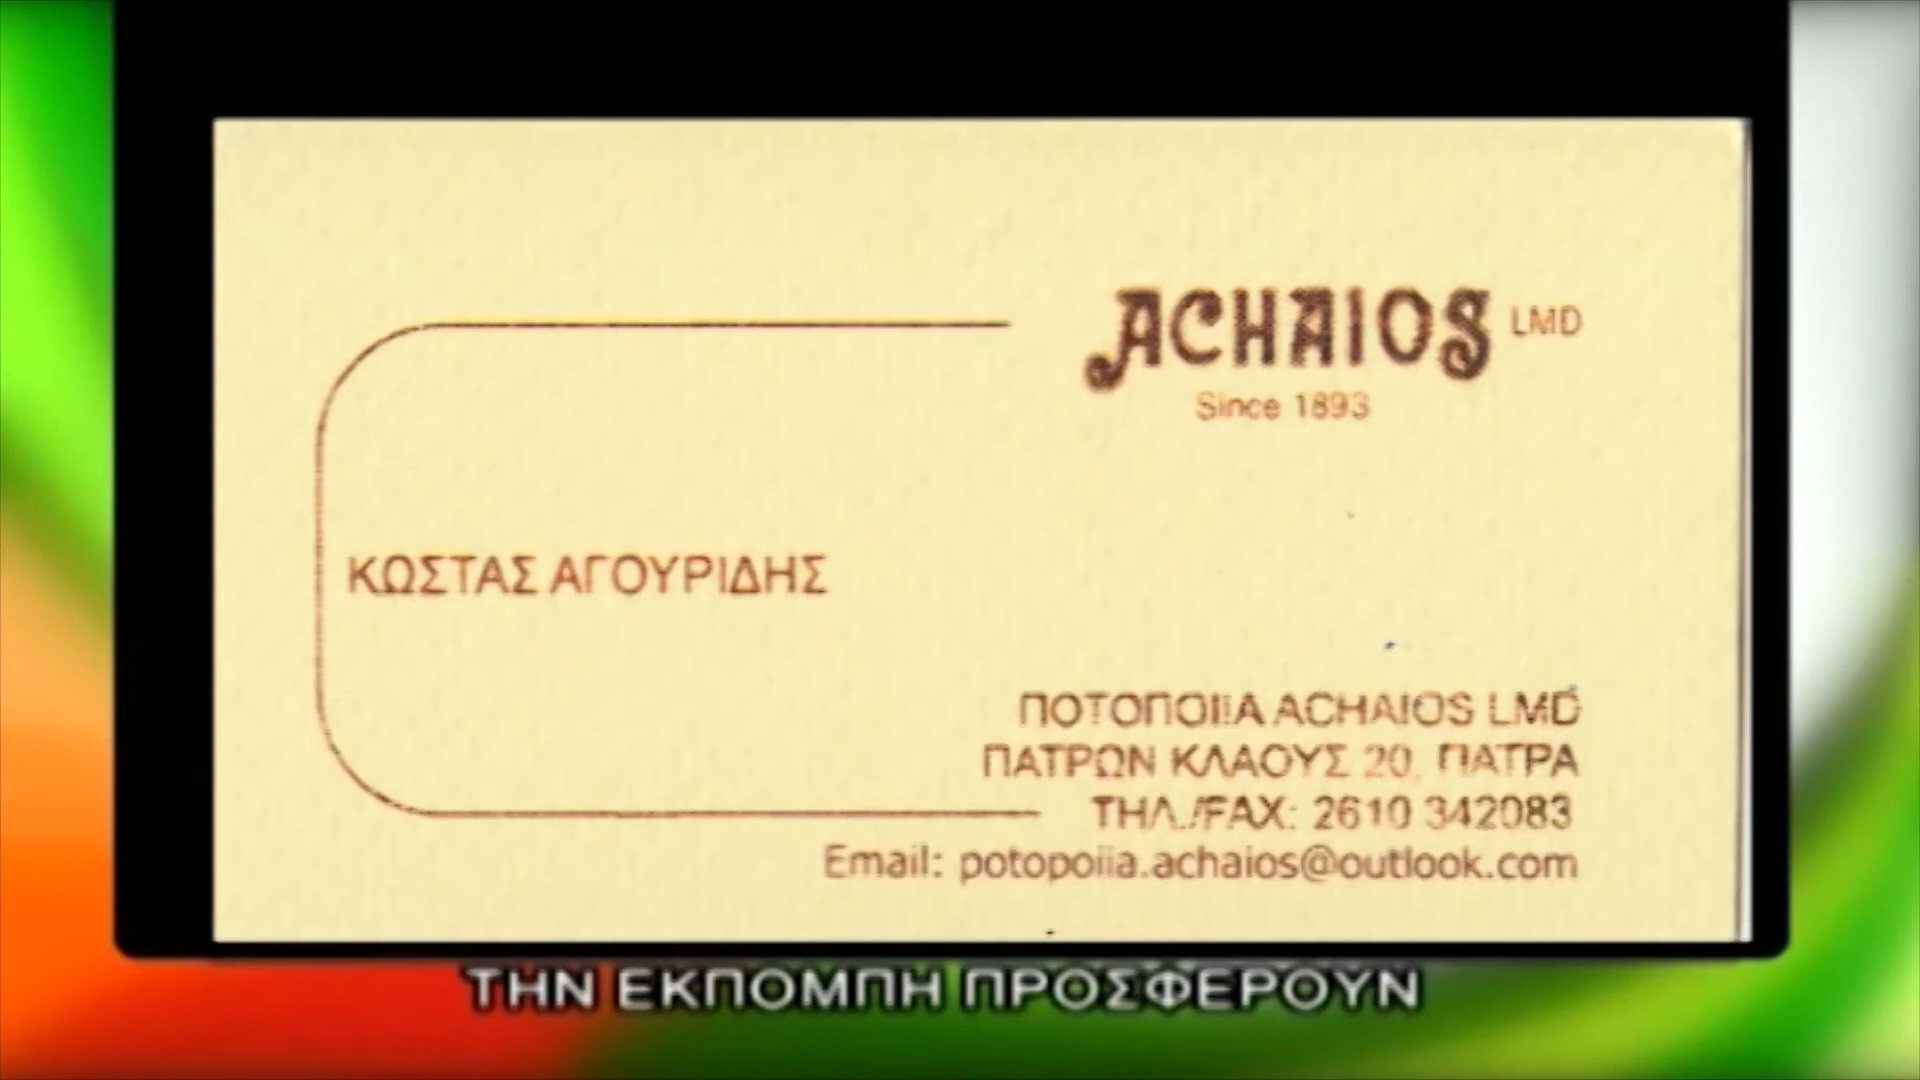 ACHAIOS LMD
Since 1893
ΚΩΣΤΑΣ ΑΓΟΥΡΙΔΗΣ
ΠΟΤΟΠΟΙΙΑ ACHAIOS LMD
ΠΑΤΡΩΝ ΚΛΑΟΥΣ 20, ΠΑΤΡΑ
ΤΗΛ./FAX: 2610 342083
Email: potopoiia.achaios@outlook.com
ΤΗΝ ΕΚΠΟΜΠΗ ΠΡΟΣΦΕΡΟΥΝ